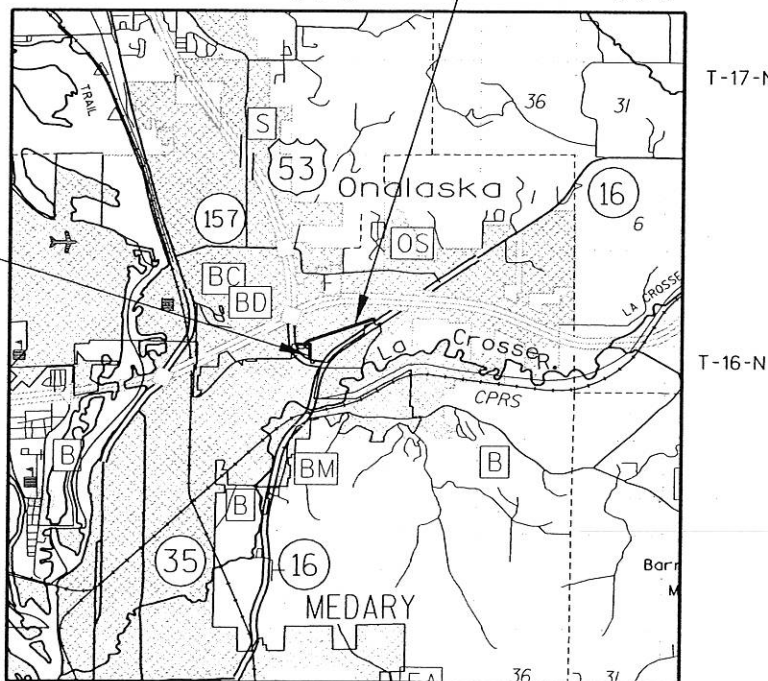 T-17-N
TRAIL
36
31
S
53
Onalaska
1
16
6
157
OS
BC
BD
LA CROSSE
La Crosse R.
T-16-N
CPRS
B
BM
B
B
35
16
MEDARY
36
31